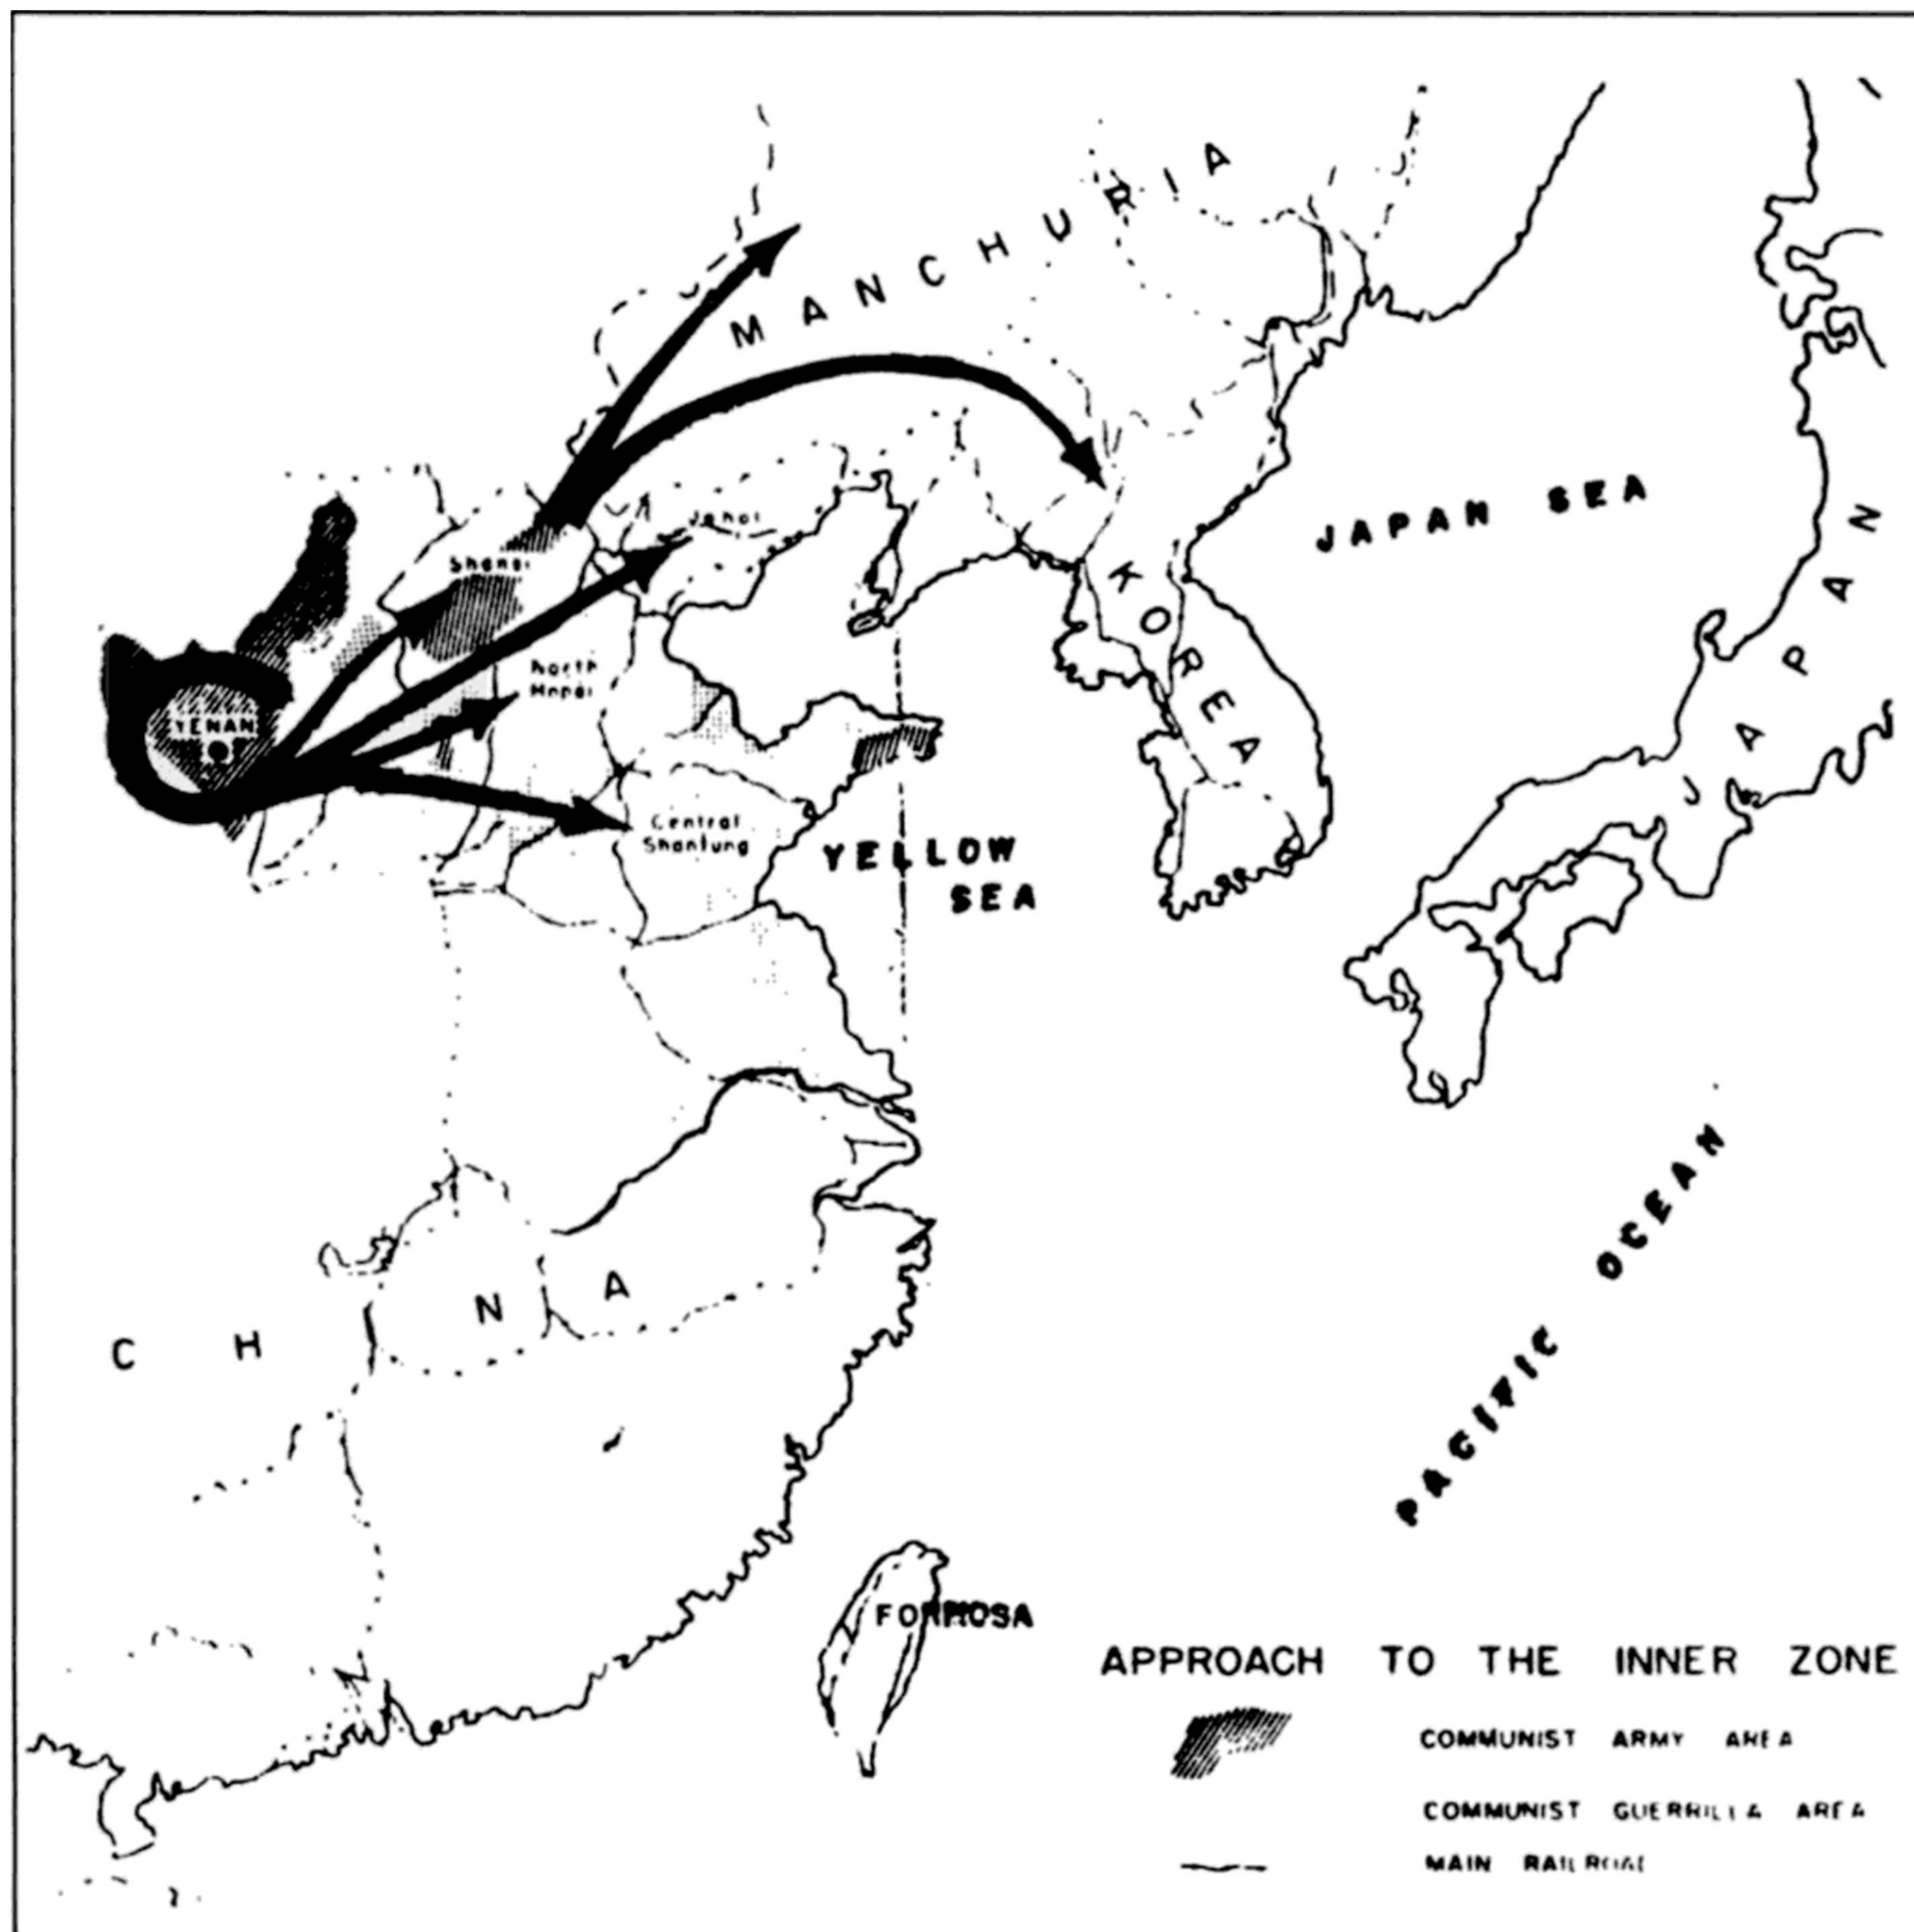 MANCHURIA
JAPAN SEA
JAPAN
KOREA
Jehol
Shansi
North
Hopei
YENAN
Central
Shantung
YELLOW
SEA
CHINA
PACIFIC OCEAN
FORMOSA
APPROACH TO THE INNER ZONE
COMMUNIST ARMY AREA
COMMUNIST GUERRILLA AREA
MAIN RAILROAD